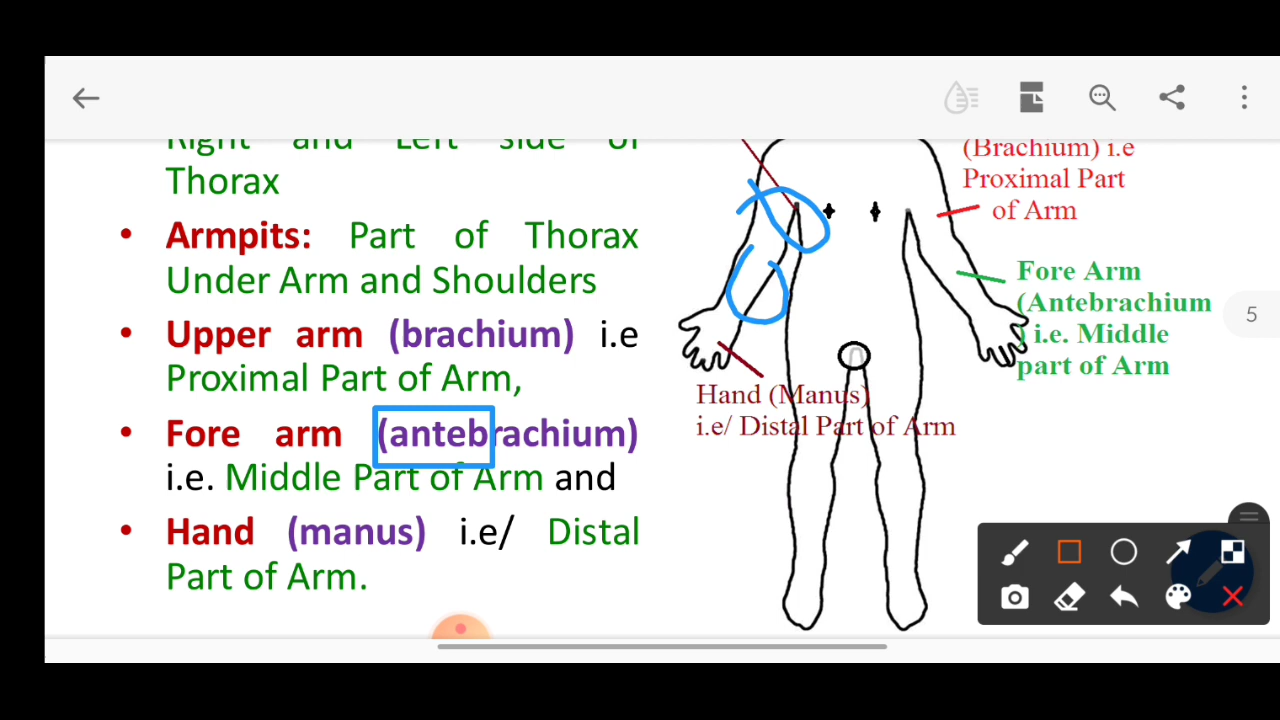 Right and Left side of
Thorax
• Armpits: Part of Thorax
Under Arm and Shoulders
• Upper arm (brachium) i.e
Proximal Part of Arm,
• Fore arm (antebrachium)
i.e. Middle Part of Arm and
• Hand (manus) i.e/ Distal
Part of Arm.
(Brachium) i.e
Proximal Part
of Arm
Fore Arm
(Antebrachium
) i.e. Middle
part of Arm
Hand (Manus)
i.e/ Distal Part of Arm
5